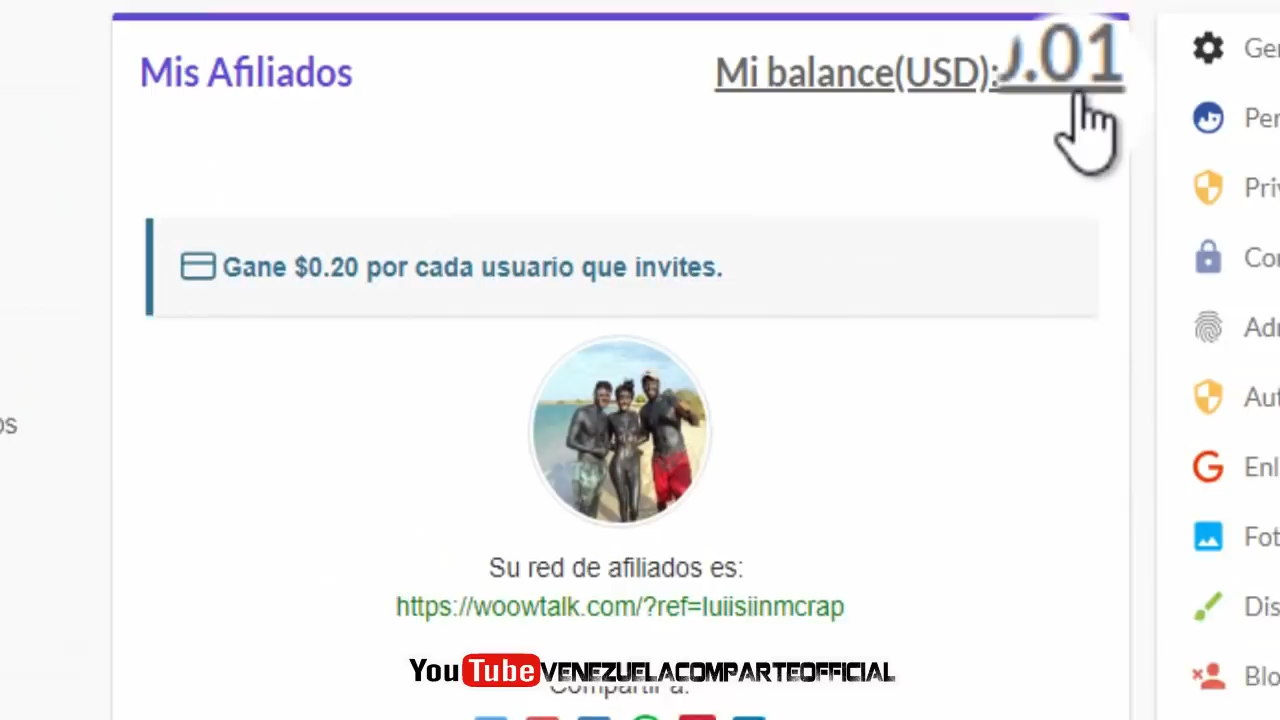 Mis Afiliados
Mi balance(USD): .01
Gane $0.20 por cada usuario que invites.
Su red de afiliados es:
https://woowtalk.com/?ref=luiisiinmcrap
YouTube VENEZUELACOMPARTEOFFICIAL
Compartir a: